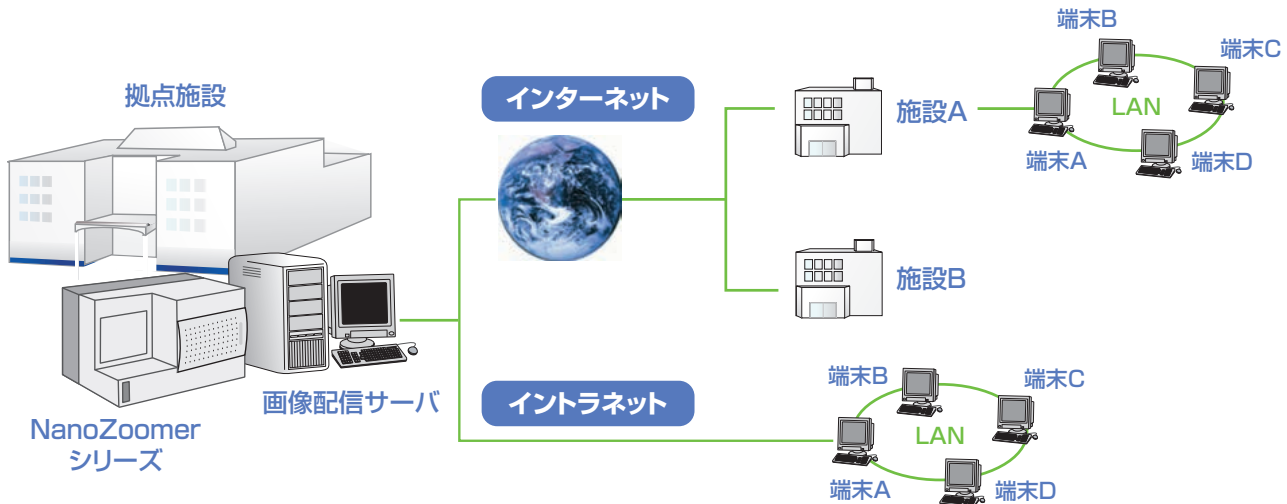 拠点施設
NanoZoomer
シリーズ
画像配信サーバ
インターネット
施設A
端末B
端末C
LAN
端末A
端末D
施設B
イントラネット
端末B
端末C
LAN
端末A
端末D